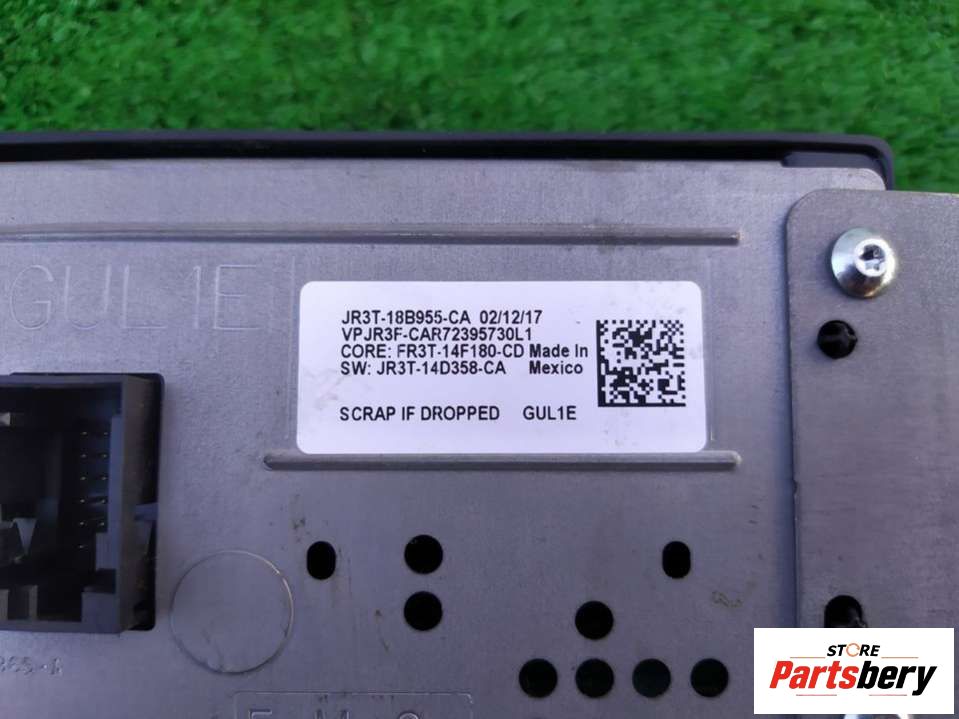 GUL1E
JR3T-18B955-CA 02/12/17
VPJR3F-CAR72395730L1
CORE: FR3T-14F180-CD Made In
SW: JR3T-14D358-CA Mexico
SCRAP IF DROPPED GUL1E
STORE
Partsbery